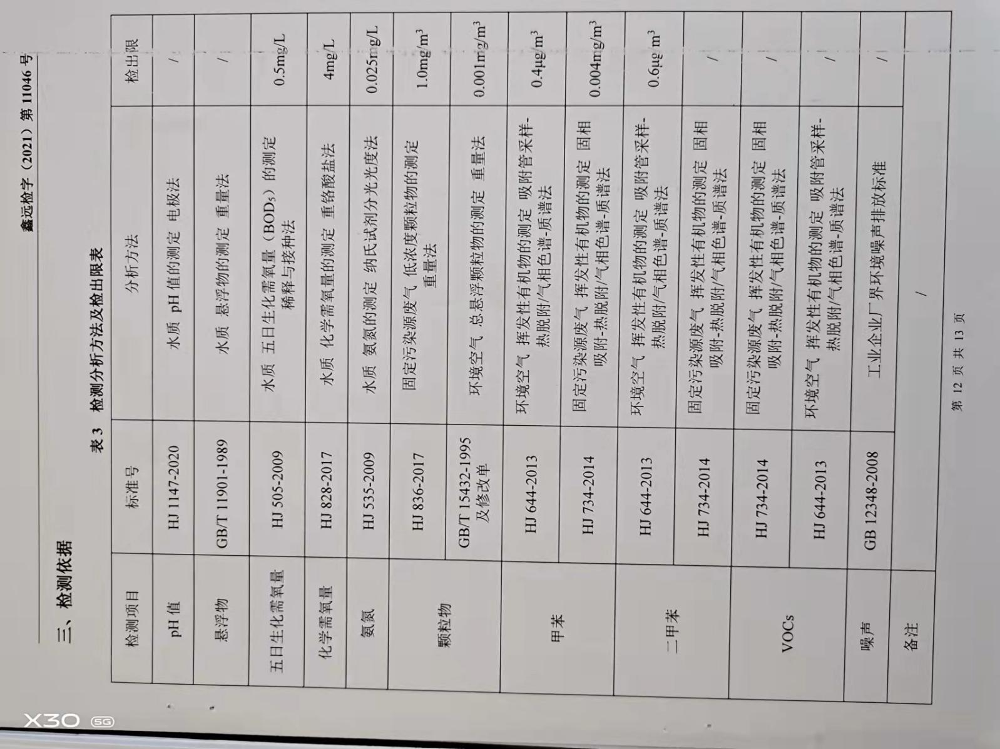 鑫远检字（2021）第 11046 号
三、检测依据
表 3 检测分析方法及检出限表
检测项目 标准号 分析方法 检出限
pH 值 HJ 1147-2020 水质 pH 值的测定 电极法 /
悬浮物 GB/T 11901-1989 水质 悬浮物的测定 重量法 /
五日生化需氧量 HJ 505-2009 水质 五日生化需氧量（BOD₅）的测定
稀释与接种法 0.5mg/L
化学需氧量 HJ 828-2017 水质 化学需氧量的测定 重铬酸盐法 4mg/L
氨氮 HJ 535-2009 水质 氨氮的测定 纳氏试剂分光光度法 0.025mg/L
颗粒物 HJ 836-2017 固定污染源废气 低浓度颗粒物的测定
重量法 1.0mg/m³
GB/T 15432-1995
及修改单 环境空气 总悬浮颗粒物的测定 重量法 0.001mg/m³
甲苯 HJ 644-2013 环境空气 挥发性有机物的测定 吸附管采样-
热脱附/气相色谱-质谱法 0.4μg/m³
HJ 734-2014 固定污染源废气 挥发性有机物的测定 固相
吸附-热脱附/气相色谱-质谱法 0.004mg/m³
二甲苯 HJ 644-2013 环境空气 挥发性有机物的测定 吸附管采样-
热脱附/气相色谱-质谱法 0.6μg/m³
HJ 734-2014 固定污染源废气 挥发性有机物的测定 固相
吸附-热脱附/气相色谱-质谱法 /
VOCs HJ 734-2014 固定污染源废气 挥发性有机物的测定 固相
吸附-热脱附/气相色谱-质谱法 /
HJ 644-2013 环境空气 挥发性有机物的测定 吸附管采样-
热脱附/气相色谱-质谱法 /
噪声 GB 12348-2008 工业企业厂界环境噪声排放标准 /
备注 /
第 12 页 共 13 页
X30 5G